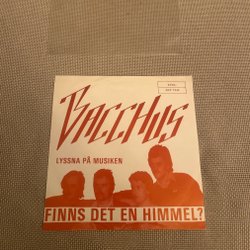 BACCHUS
LYSSNA PÅ MUSIKEN
FINNS DET EN HIMMEL?